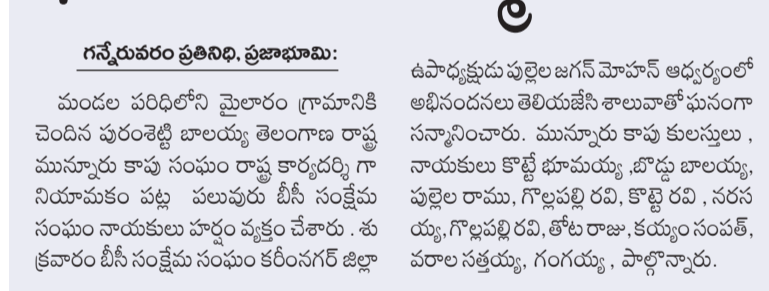 గన్నేరువరం ప్రతినిధి, ప్రజాభూమి:
మండల పరిధిలోని మైలారం గ్రామానికి
చెందిన పురంశెట్టి బాలయ్య తెలంగాణ రాష్ట్ర
మున్నూరు కాపు సంఘం రాష్ట్ర కార్యదర్శి గా
నియామకం పట్ల పలువురు బీసీ సంక్షేమ
సంఘం నాయకులు హర్షం వ్యక్తం చేశారు . శు
క్రవారం బీసీ సంక్షేమ సంఘం కరీంనగర్ జిల్లా
ఉపాధ్యక్షుడు పుల్లెల జగన్ మోహన్ ఆధ్వర్యంలో
అభినందనలు తెలియజేసి శాలువాతో ఘనంగా
సన్మానించారు. మున్నూరు కాపు కులస్తులు ,
నాయకులు కొట్టే భూమయ్య ,బొడ్డు బాలయ్య,
పుల్లెల రాము, గొల్లపల్లి రవి, కొట్టె రవి , నరస
య్య, గొల్లపల్లి రవి, తోట రాజు, కయ్యం సంపత్,
వరాల సత్తయ్య, గంగయ్య , పాల్గొన్నారు.